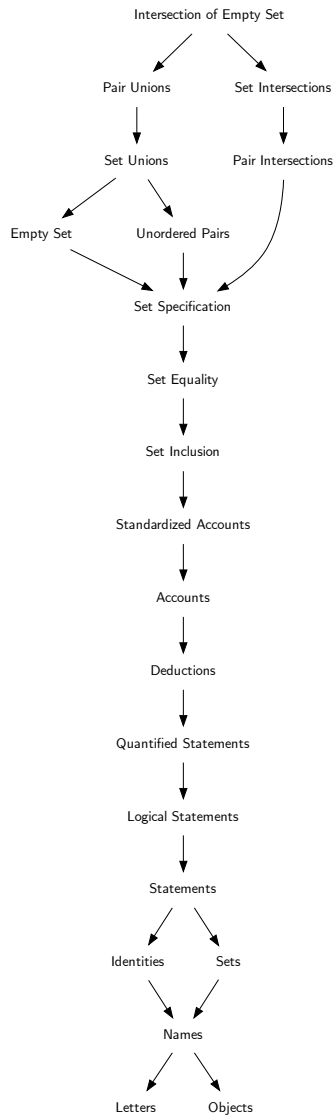 Intersection of Empty Set
Pair Unions
Set Intersections
Set Unions
Pair Intersections
Empty Set
Unordered Pairs
Set Specification
Set Equality
Set Inclusion
Standardized Accounts
Accounts
Deductions
Quantified Statements
Logical Statements
Statements
Identities
Sets
Names
Letters
Objects